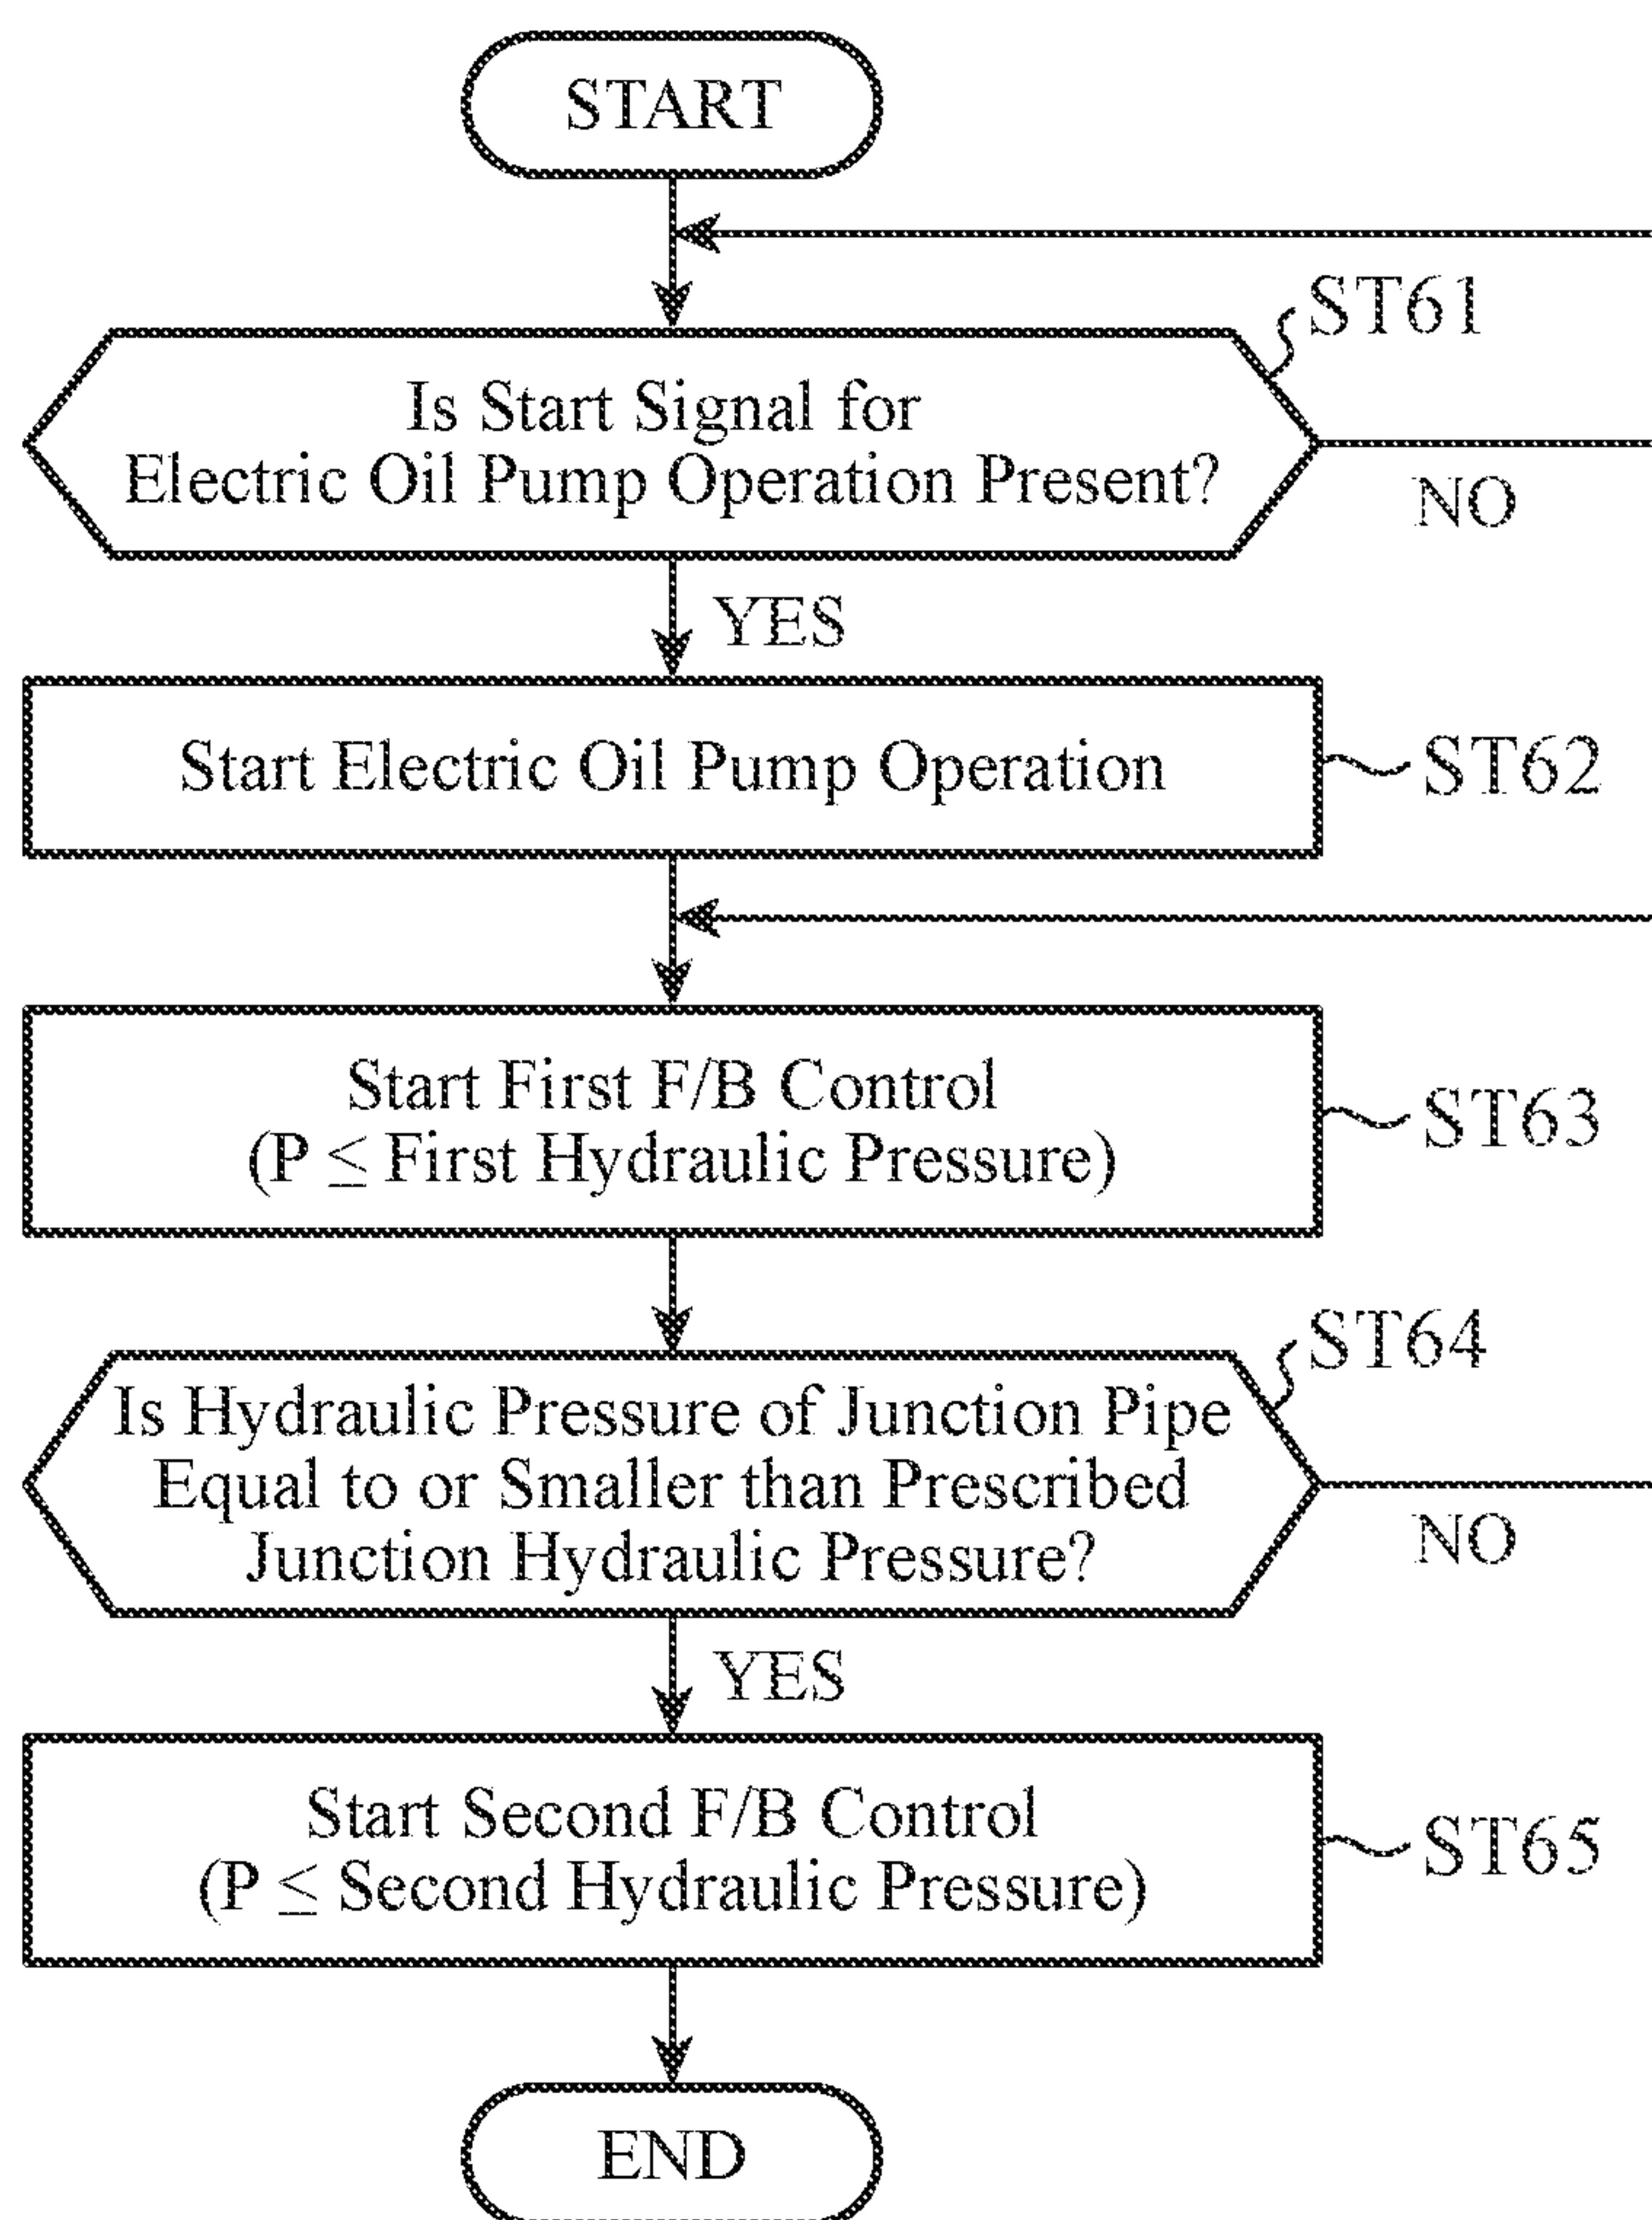 START
ST61
Is Start Signal for
Electric Oil Pump Operation Present?
NO
YES
Start Electric Oil Pump Operation
ST62
Start First F/B Control
(P ≤ First Hydraulic Pressure)
ST63
ST64
Is Hydraulic Pressure of Junction Pipe
Equal to or Smaller than Prescribed
Junction Hydraulic Pressure?
NO
YES
Start Second F/B Control
(P ≤ Second Hydraulic Pressure)
ST65
END